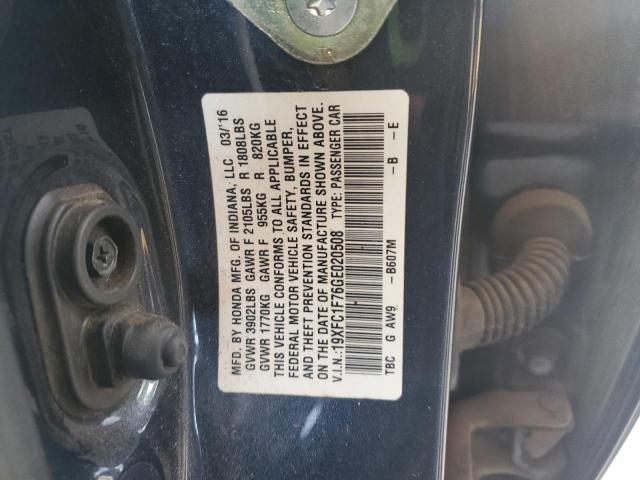 MFD. BY HONDA MFG. OF INDIANA, LLC 03/'16
GVWR 3902LBS GAWR F 2105LBS R 1808LBS
GVWR 1770KG GAWR F 955KG R 820KG
THIS VEHICLE CONFORMS TO ALL APPLICABLE
FEDERAL MOTOR VEHICLE SAFETY, BUMPER,
AND THEFT PREVENTION STANDARDS IN EFFECT
ON THE DATE OF MANUFACTURE SHOWN ABOVE.
V.I.N.:19XFC1F76GE020508 TYPE: PASSENGER CAR
TBC G AW9 -B607M -B -E